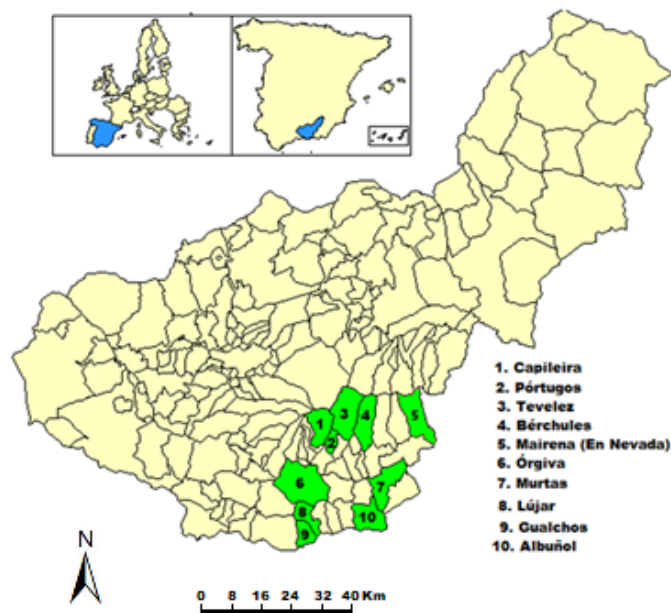 1. Capileira
2. Pórtugos
3. Tevelez
4. Bérchules
5. Mairena (En Nevada)
6. Órgiva
7. Murtas
8. Lújar
9. Gualchos
10. Albuñol
1
2
3
4
5
6
7
8
9
10
N
0 8 16 24 32 40 Km